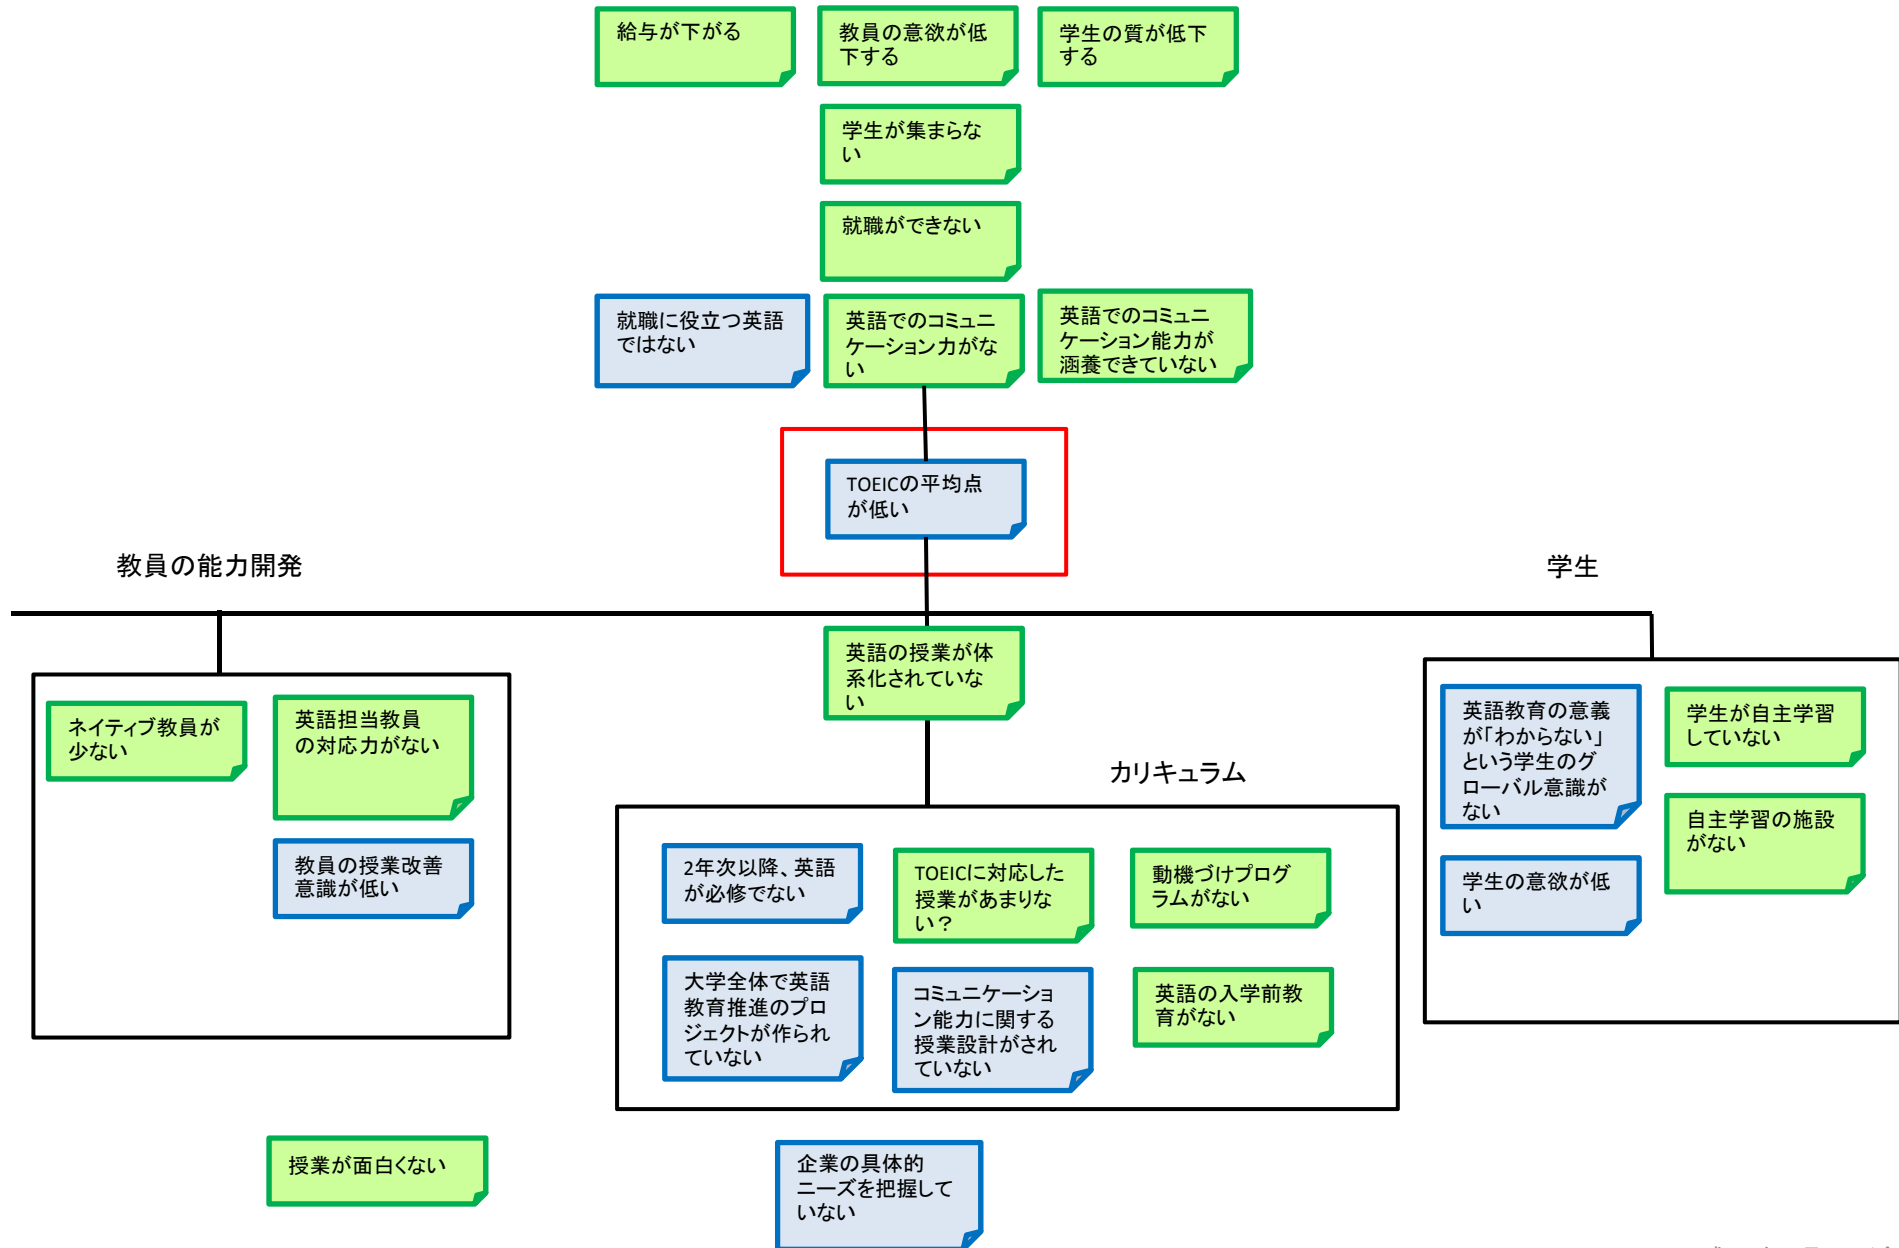 給与が下がる
教員の意欲が低
下する
学生の質が低下
する
学生が集まらな
い
就職ができない
就職に役立つ英語
ではない
英語でのコミュニ
ケーション力がな
い
英語でのコミュニ
ケーション能力が
涵養できていない
TOEICの平均点
が低い
教員の能力開発
学生
英語の授業が体
系化されていな
い
ネイティブ教員が
少ない
英語担当教員
の対応力がない
教員の授業改善
意識が低い
カリキュラム
2年次以降、英語
が必修でない
TOEICに対応した
授業があまりな
い？
動機づけプログ
ラムがない
大学全体で英語
教育推進のプロ
ジェクトが作られ
ていない
コミュニケーショ
ン能力に関する
授業設計がされ
ていない
英語の入学前教
育がない
英語教育の意義
が「わからない」
という学生のグ
ローバル意識が
ない
学生が自主学習
していない
自主学習の施設
がない
学生の意欲が低
い
授業が面白くない
企業の具体的
ニーズを把握して
いない